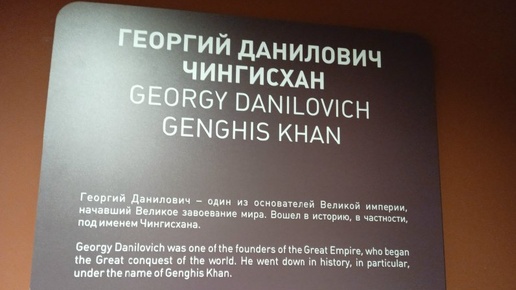 ГЕОРГИЙ ДАНИЛОВИЧ
ЧИНГИСХАН
GEORGY DANILOVICH
GENGHIS KHAN
Георгий Данилович – один из основателей Великой империи,
начавший Великое завоевание мира. Вошел в историю, в частности,
под именем Чингисхана.
Georgy Danilovich was one of the founders of the Great Empire, who began
the Great conquest of the world. He went down in history, in particular,
under the name of Genghis Khan.